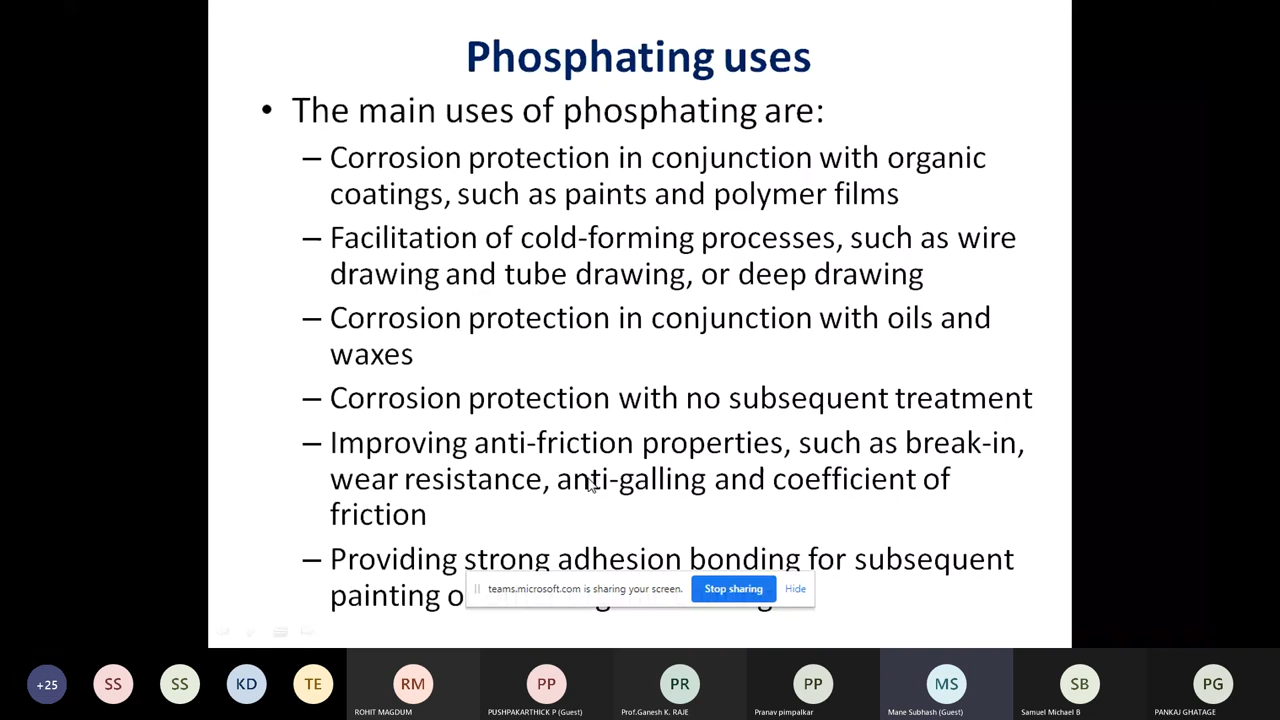 Phosphating uses
• The main uses of phosphating are:
– Corrosion protection in conjunction with organic
coatings, such as paints and polymer films
– Facilitation of cold-forming processes, such as wire
drawing and tube drawing, or deep drawing
– Corrosion protection in conjunction with oils and
waxes
– Corrosion protection with no subsequent treatment
– Improving anti-friction properties, such as break-in,
wear resistance, anti-galling and coefficient of
friction
– Providing strong adhesion bonding for subsequent
painting
teams.microsoft.com is sharing your screen. Stop sharing Hide
+25 SS SS KD TE RM PP PR PP MS SB PG
ROHIT MAGDUM PUSHPAKARTHICK P (Guest) Prof.Ganesh K. RAJE Pranav pimpalkar Mane Subhash (Guest) Samuel Michael B PANKAJ GHATAGE